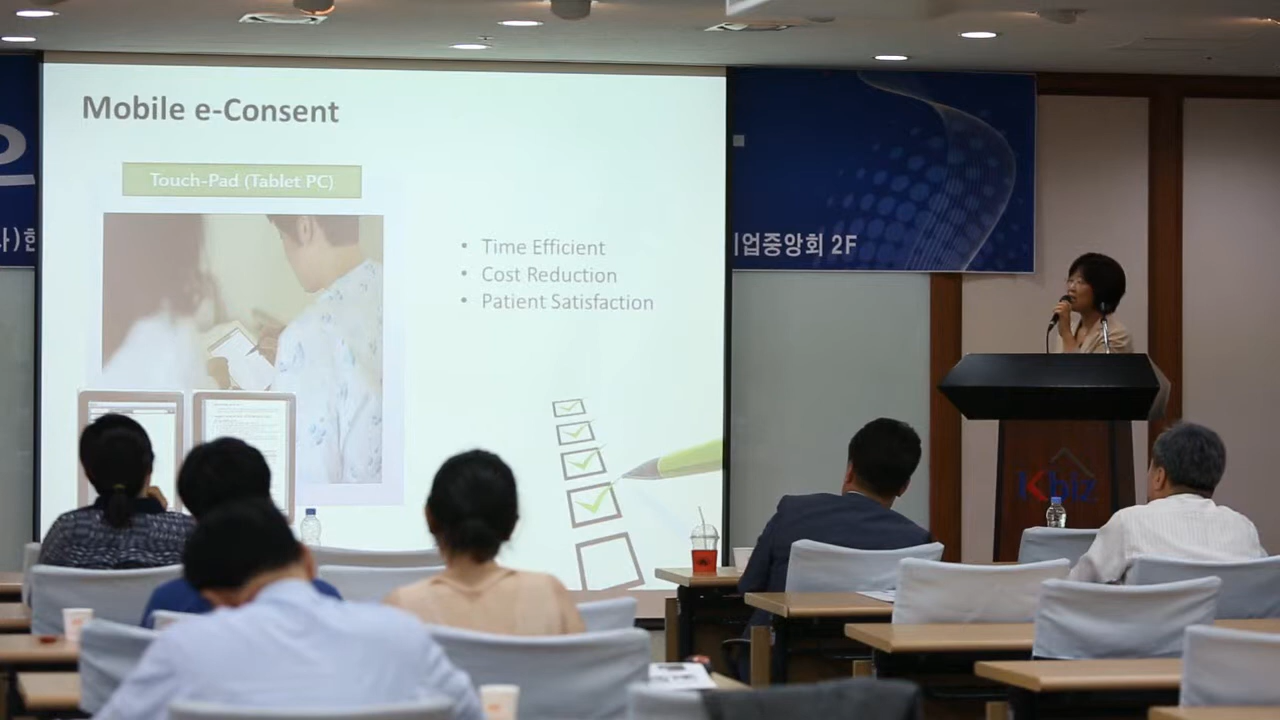 Mobile e-Consent
Touch-Pad (Tablet PC)
• Time Efficient
• Cost Reduction
• Patient Satisfaction
업중앙회 2F
Kbiz